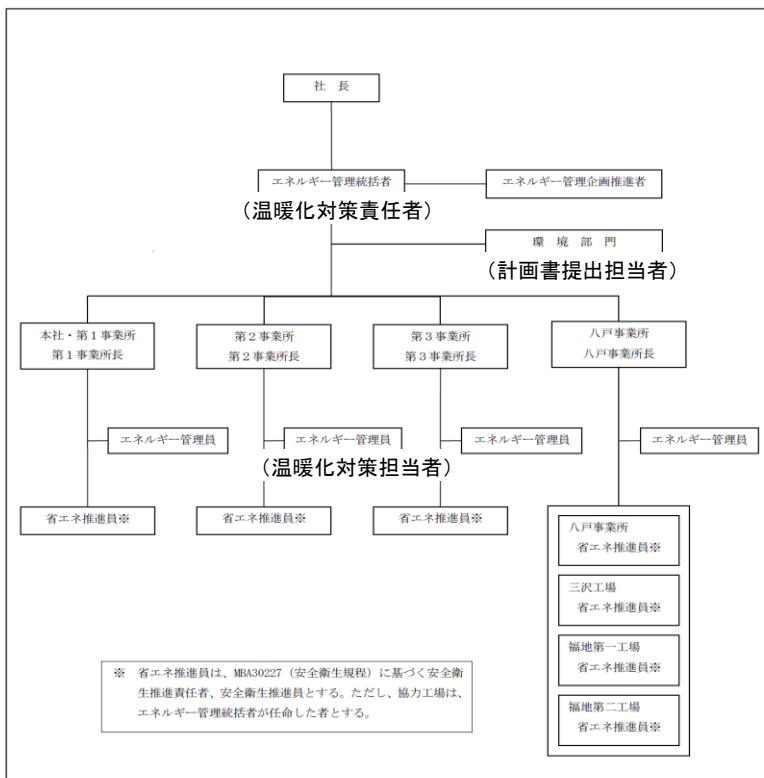 社　長
エネルギー管理統括者
エネルギー管理企画推進者
（温暖化対策責任者）
環　境　部　門
（計画書提出担当者）
本社・第１事業所
第１事業所長
第２事業所
第２事業所長
第３事業所
第３事業所長
八戸事業所
八戸事業所長
エネルギー管理員
エネルギー管理員
エネルギー管理員
エネルギー管理員
（温暖化対策担当者）
省エネ推進員※
省エネ推進員※
省エネ推進員※
八戸事業所
省エネ推進員※
三沢工場
省エネ推進員※
福地第一工場
省エネ推進員※
福地第二工場
省エネ推進員※
※　省エネ推進員は、MBA30227（安全衛生規程）に基づく安全衛
生推進責任者、安全衛生推進員とする。ただし、協力工場は、
エネルギー管理統括者が任命した者とする。